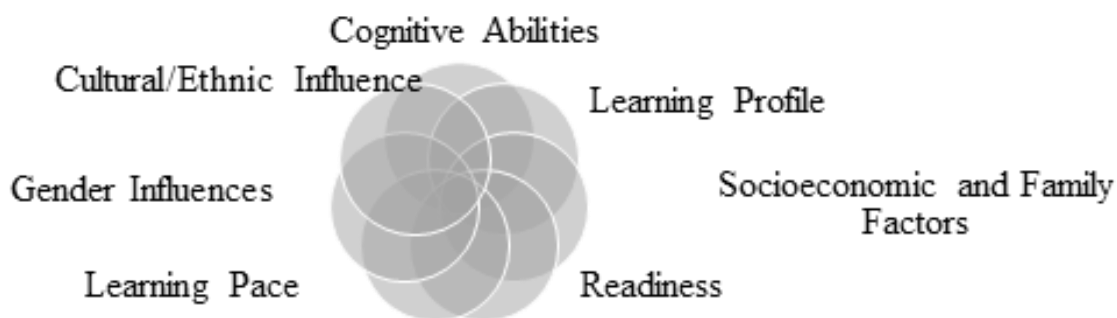 Cognitive Abilities
Cultural/Ethnic Influence
Learning Profile
Gender Influences
Socioeconomic and Family
Factors
Learning Pace
Readiness